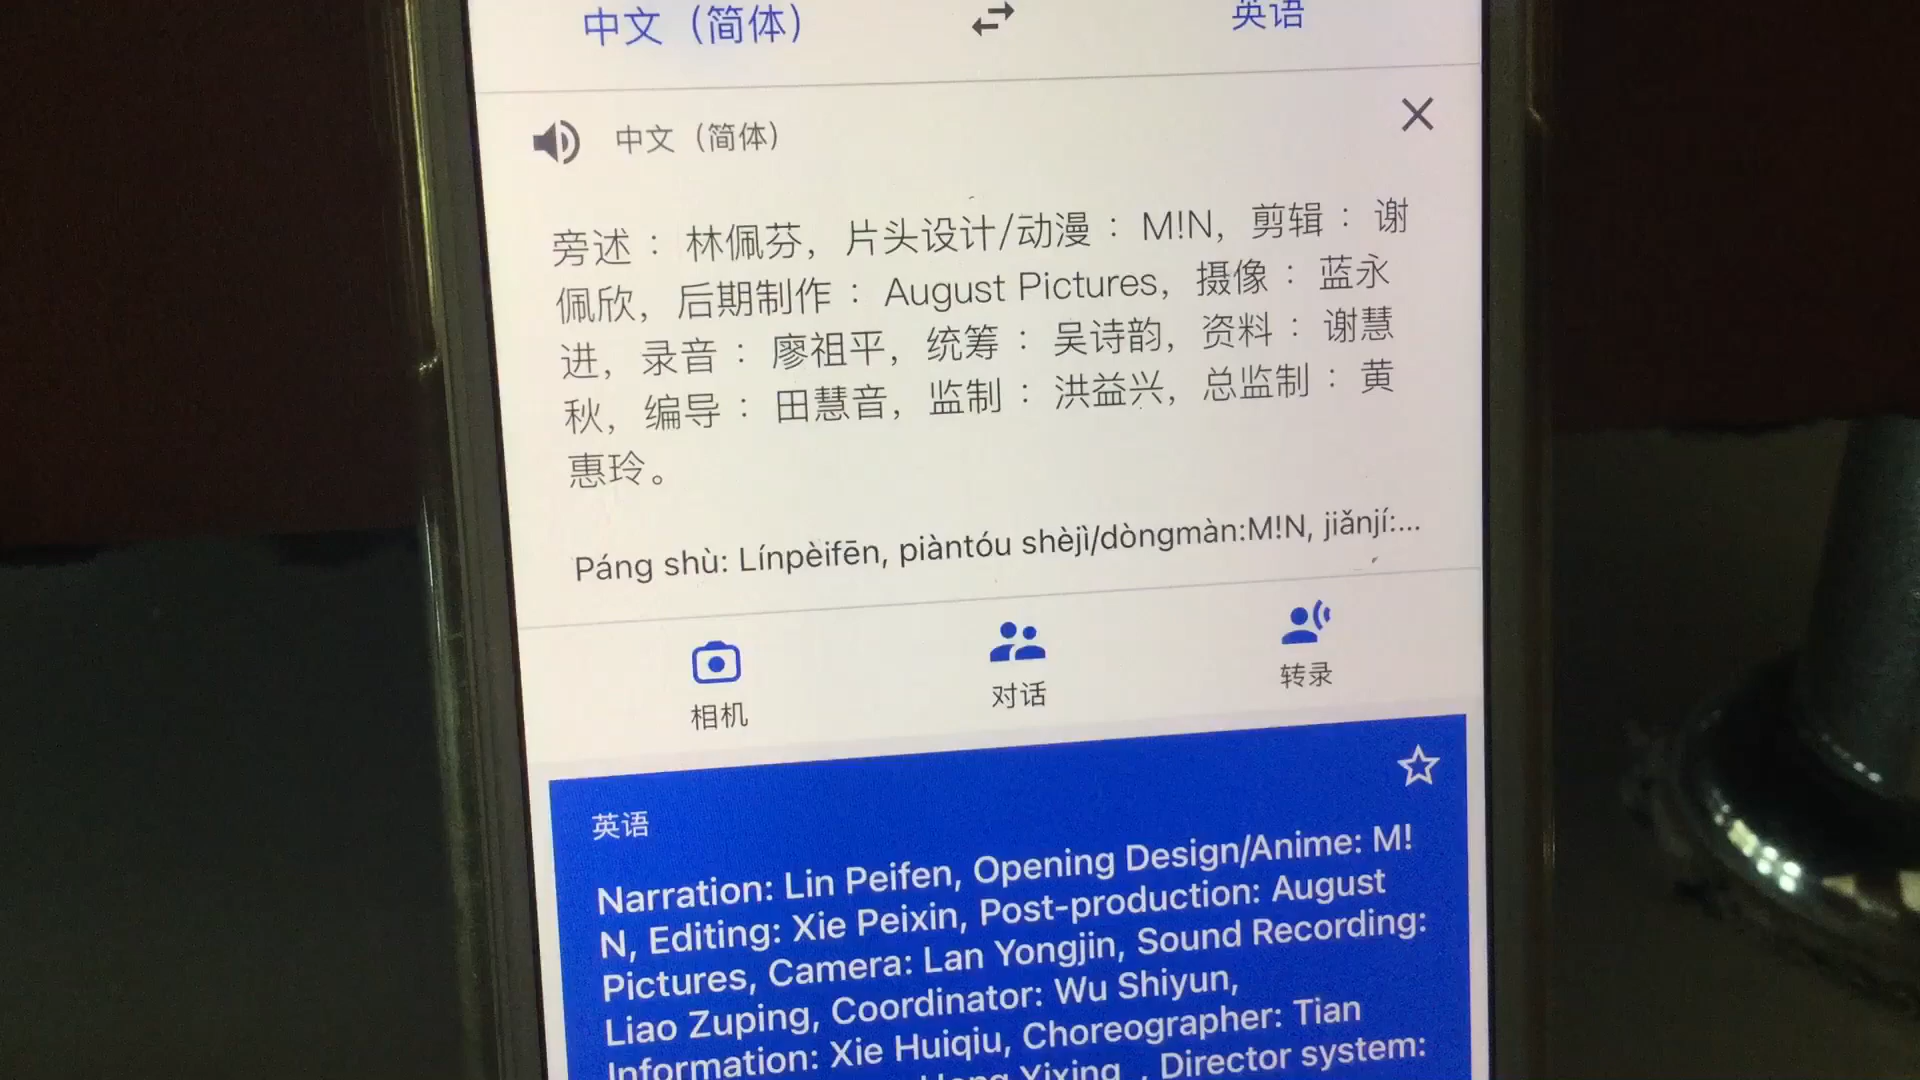 中文（简体）
英语
中文（简体）
旁述：林佩芬，片头设计/动漫：M!N，剪辑：谢
佩欣，后期制作：August Pictures，摄像：蓝永
进，录音：廖祖平，统筹：吴诗韵，资料：谢慧
秋，编导：田慧音，监制：洪益兴，总监制：黄
惠玲。
Páng shù: Línpèifēn, piàntóu shèjì/dòngmàn:M!N, jiǎnjí:...
相机
对话
转录
英语
Narration: Lin Peifen, Opening Design/Anime: M!
N, Editing: Xie Peixin, Post-production: August
Pictures, Camera: Lan Yongjin, Sound Recording:
Liao Zuping, Coordinator: Wu Shiyun,
Information: Xie Huiqiu, Choreographer: Tian
Yixing , Director system: